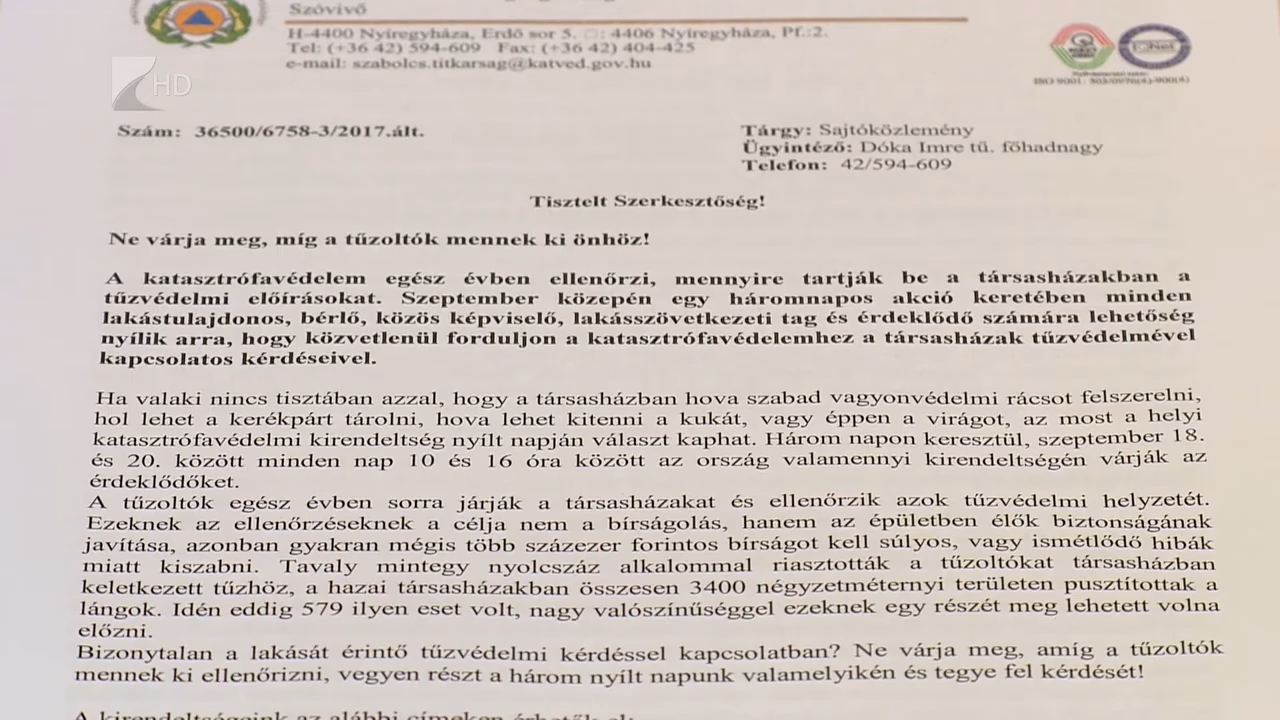 Szóvivő
H-4400 Nyíregyháza, Erdő sor 5. □: 4406 Nyíregyháza, Pf.:2.
Tel: (+36 42) 594-609 Fax: (+36 42) 404-425
e-mail: szabolcs.titkarsag@katved.gov.hu
HD
Szám: 36500/6758-3/2017.ált.
Tárgy: Sajtóközlemény
Ügyintéző: Dóka Imre tű. főhadnagy
Telefon: 42/594-609
Tisztelt Szerkesztőség!
Ne várja meg, míg a tűzoltók mennek ki önhöz!
A katasztrófavédelem egész évben ellenőrzi, mennyire tartják be a társasházakban a
tűzvédelmi előírásokat. Szeptember közepén egy háromnapos akció keretében minden
lakástulajdonos, bérlő, közös képviselő, lakásszövetkezeti tag és érdeklődő számára lehetőség
nyílik arra, hogy közvetlenül forduljon a katasztrófavédelemhez a társasházak tűzvédelmével
kapcsolatos kérdéseivel.
Ha valaki nincs tisztában azzal, hogy a társasházban hova szabad vagyonvédelmi rácsot felszerelni,
hol lehet a kerékpárt tárolni, hova lehet kitenni a kukát, vagy éppen a virágot, az most a helyi
katasztrófavédelmi kirendeltség nyílt napján választ kaphat. Három napon keresztül, szeptember 18.
és 20. között minden nap 10 és 16 óra között az ország valamennyi kirendeltségén várják az
érdeklődőket.
A tűzoltók egész évben sorra járják a társasházakat és ellenőrzik azok tűzvédelmi helyzetét.
Ezeknek az ellenőrzéseknek a célja nem a bírságolás, hanem az épületben élők biztonságának
javítása, azonban gyakran mégis több százezer forintos bírságot kell súlyos, vagy ismétlődő hibák
miatt kiszabni. Tavaly mintegy nyolcszáz alkalommal riasztották a tűzoltókat társasházban
keletkezett tűzhöz, a hazai társasházakban összesen 3400 négyzetméternyi területen pusztítottak a
lángok. Idén eddig 579 ilyen eset volt, nagy valószínűséggel ezeknek egy részét meg lehetett volna
előzni.
Bizonytalan a lakását érintő tűzvédelmi kérdéssel kapcsolatban? Ne várja meg, amíg a tűzoltók
mennek ki ellenőrizni, vegyen részt a három nyílt napunk valamelyikén és tegye fel kérdését!
A kirendeltségeink az alábbi címeken érhetők el: